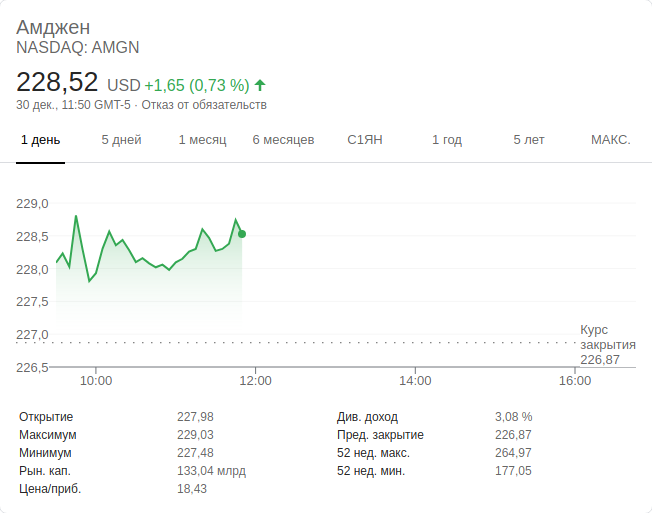 Амджен
NASDAQ: AMGN
228,52 USD +1,65 (0,73 %)
30 дек., 11:50 GMT-5 · Отказ от обязательств
1 день 5 дней 1 месяц 6 месяцев С1ЯН 1 год 5 лет МАКС.
229,0
228,5
228,0
227,5
227,0
226,5
Курс
закрытия
226,87
10:00 12:00 14:00 16:00
Открытие 227,98 Див. доход 3,08 %
Максимум 229,03 Пред. закрытие 226,87
Минимум 227,48 52 нед. макс. 264,97
Рын. кап. 133,04 млрд 52 нед. мин. 177,05
Цена/приб. 18,43